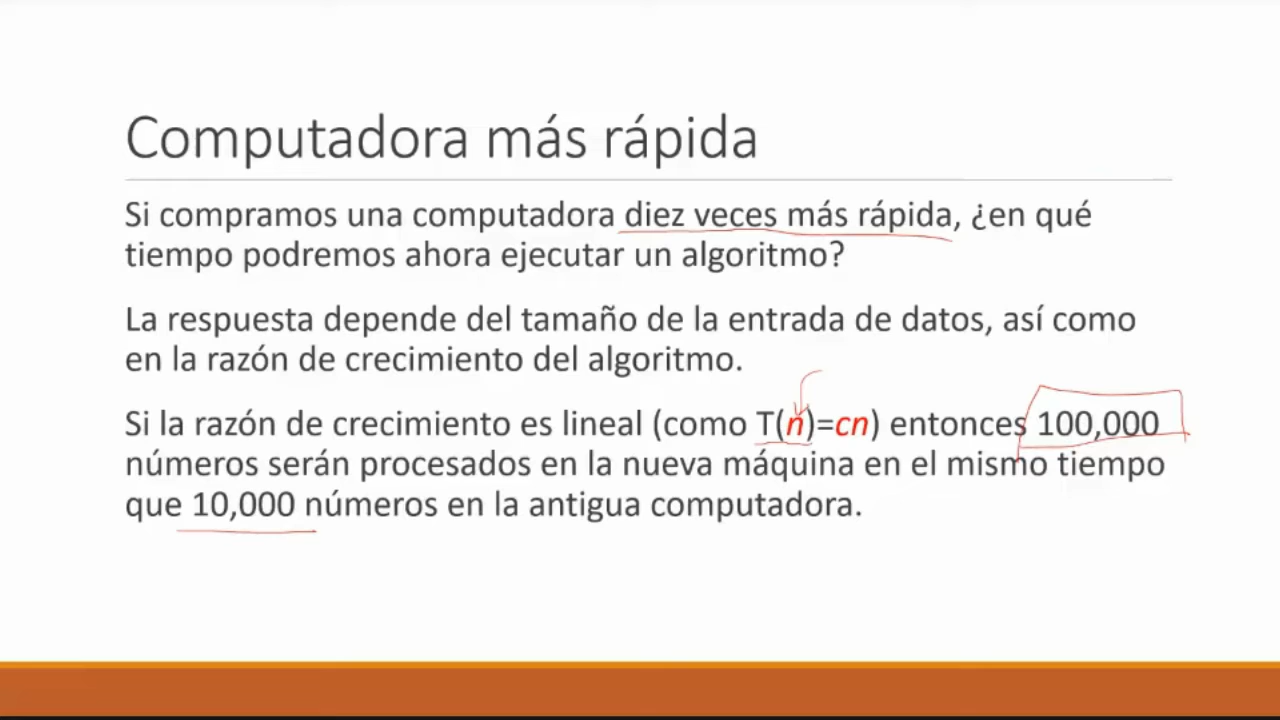 Computadora más rápida
Si compramos una computadora diez veces más rápida, ¿en qué
tiempo podremos ahora ejecutar un algoritmo?
La respuesta depende del tamaño de la entrada de datos, así como
en la razón de crecimiento del algoritmo.
Si la razón de crecimiento es lineal (como T(n)=cn) entonces 100,000
números serán procesados en la nueva máquina en el mismo tiempo
que 10,000 números en la antigua computadora.